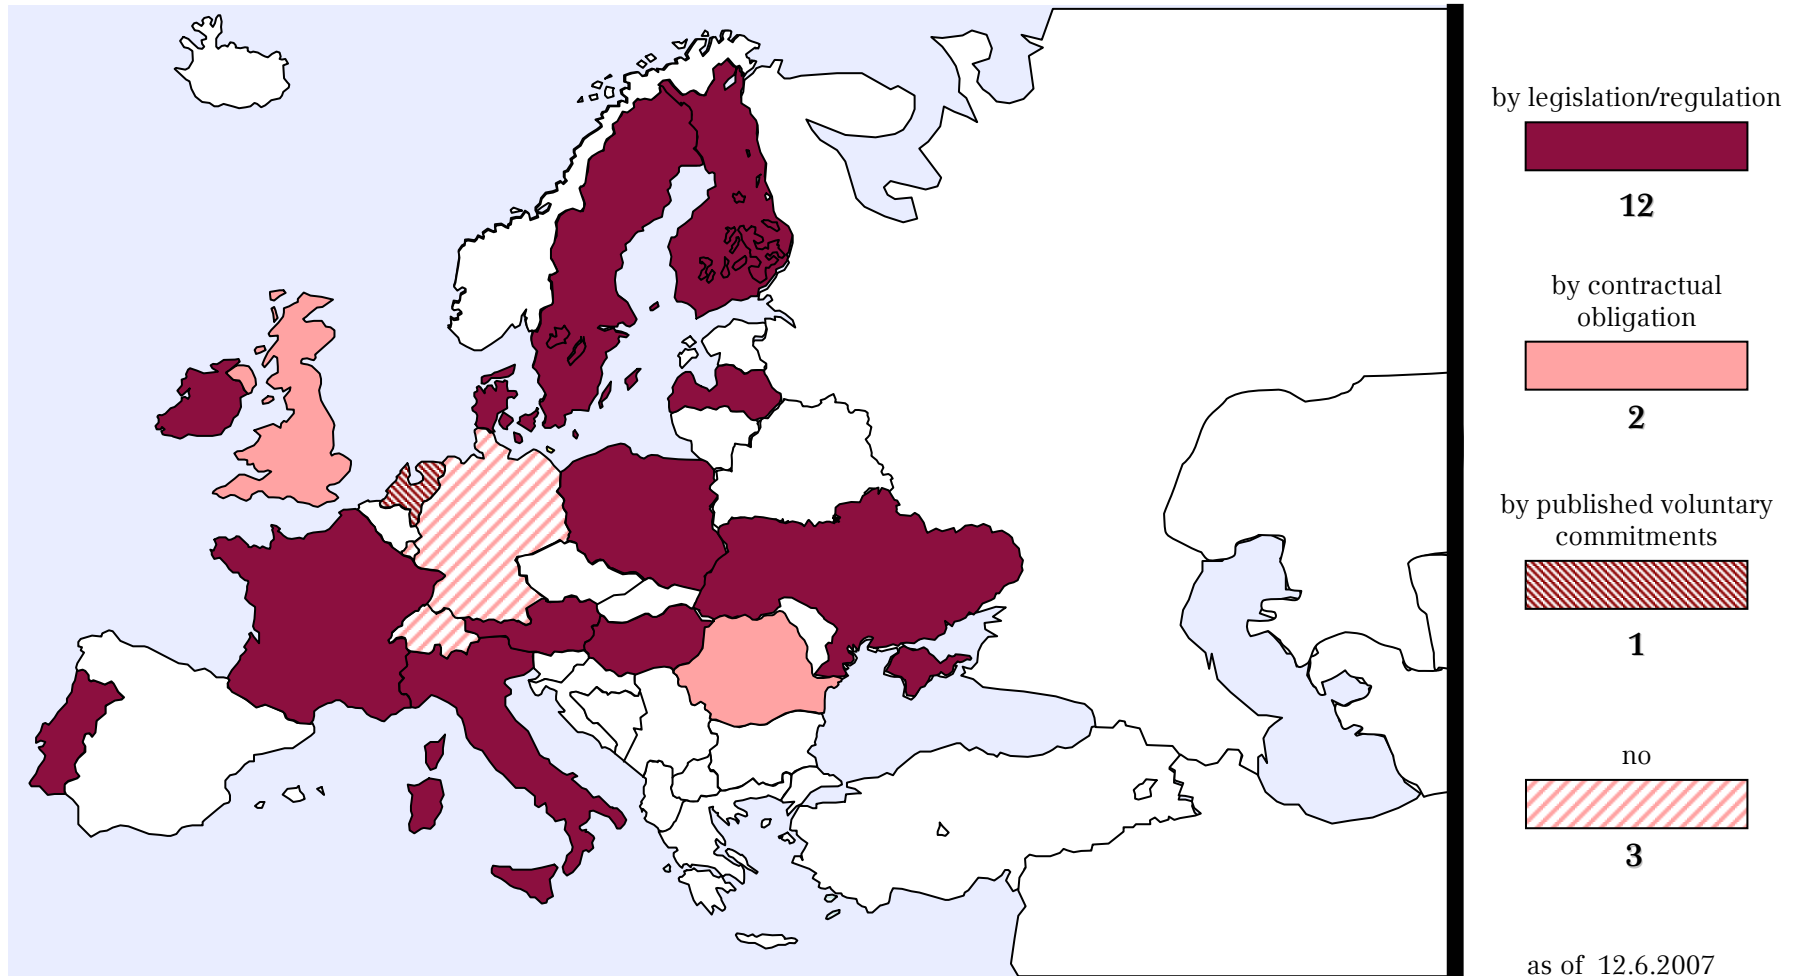 by legislation/regulation
12
by contractual
obligation
2
by published voluntary
commitments
1
no
3
as of 12.6.2007